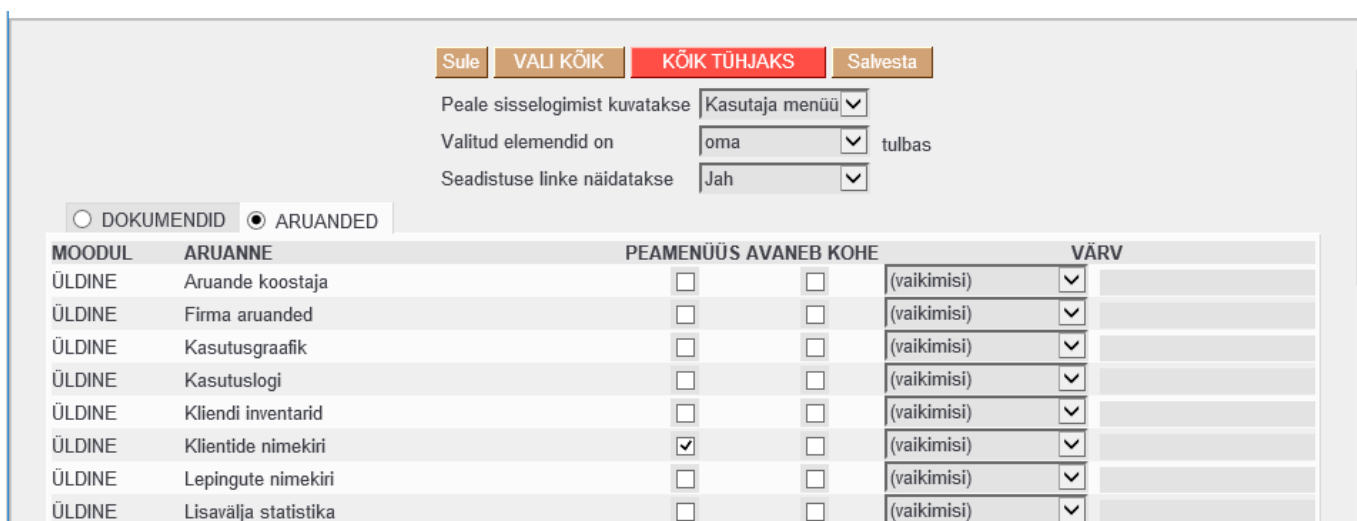 Sule VALI KÕIK KÕIK TÜHJAKS Salvesta
Peale sisselogimist kuvatakse Kasutaja menüü
Valitud elemendid on oma tulbas
Seadistuse linke näidatakse Jah
DOKUMENDID ARUANDED
MOODUL ARUANNE PEAMENÜÜS AVANEB KOHE VÄRV
ÜLDINE Aruande koostaja (vaikimisi)
ÜLDINE Firma aruanded (vaikimisi)
ÜLDINE Kasutusgraafik (vaikimisi)
ÜLDINE Kasutuslogi (vaikimisi)
ÜLDINE Kliendi inventarid (vaikimisi)
ÜLDINE Klientide nimekiri (vaikimisi)
ÜLDINE Lepingute nimekiri (vaikimisi)
ÜLDINE Lisavälja statistika (vaikimisi)